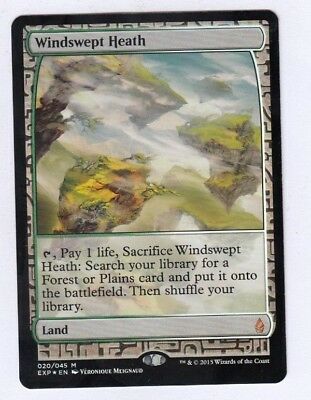 Windswept Heath
, Pay 1 life, Sacrifice Windswept
Heath: Search your library for a
Forest or Plains card and put it onto
the battlefield. Then shuffle your
library.
Land
020/045 M
EXP ★ EN Véronique Meignaud
™ & © 2015 Wizards of the Coast